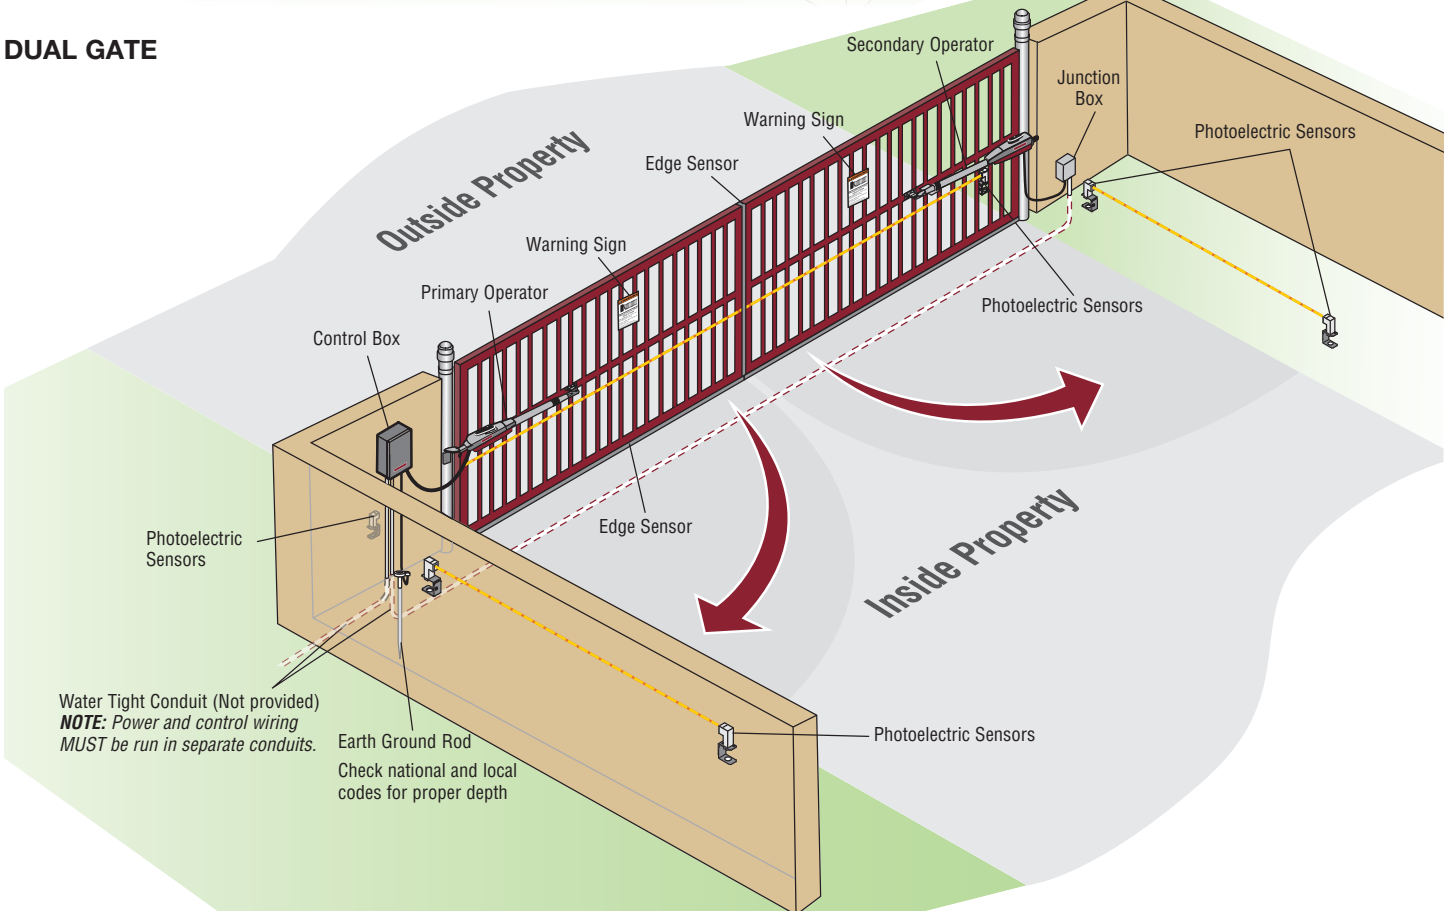 DUAL GATE
Secondary Operator
Junction
Box
Warning Sign
Photoelectric Sensors
Edge Sensor
Outside Property
Warning Sign
Primary Operator
Photoelectric Sensors
Control Box
Edge Sensor
Inside Property
Photoelectric
Sensors
Water Tight Conduit (Not provided)
NOTE: Power and control wiring
MUST be run in separate conduits.
Earth Ground Rod
Check national and local
codes for proper depth
Photoelectric Sensors